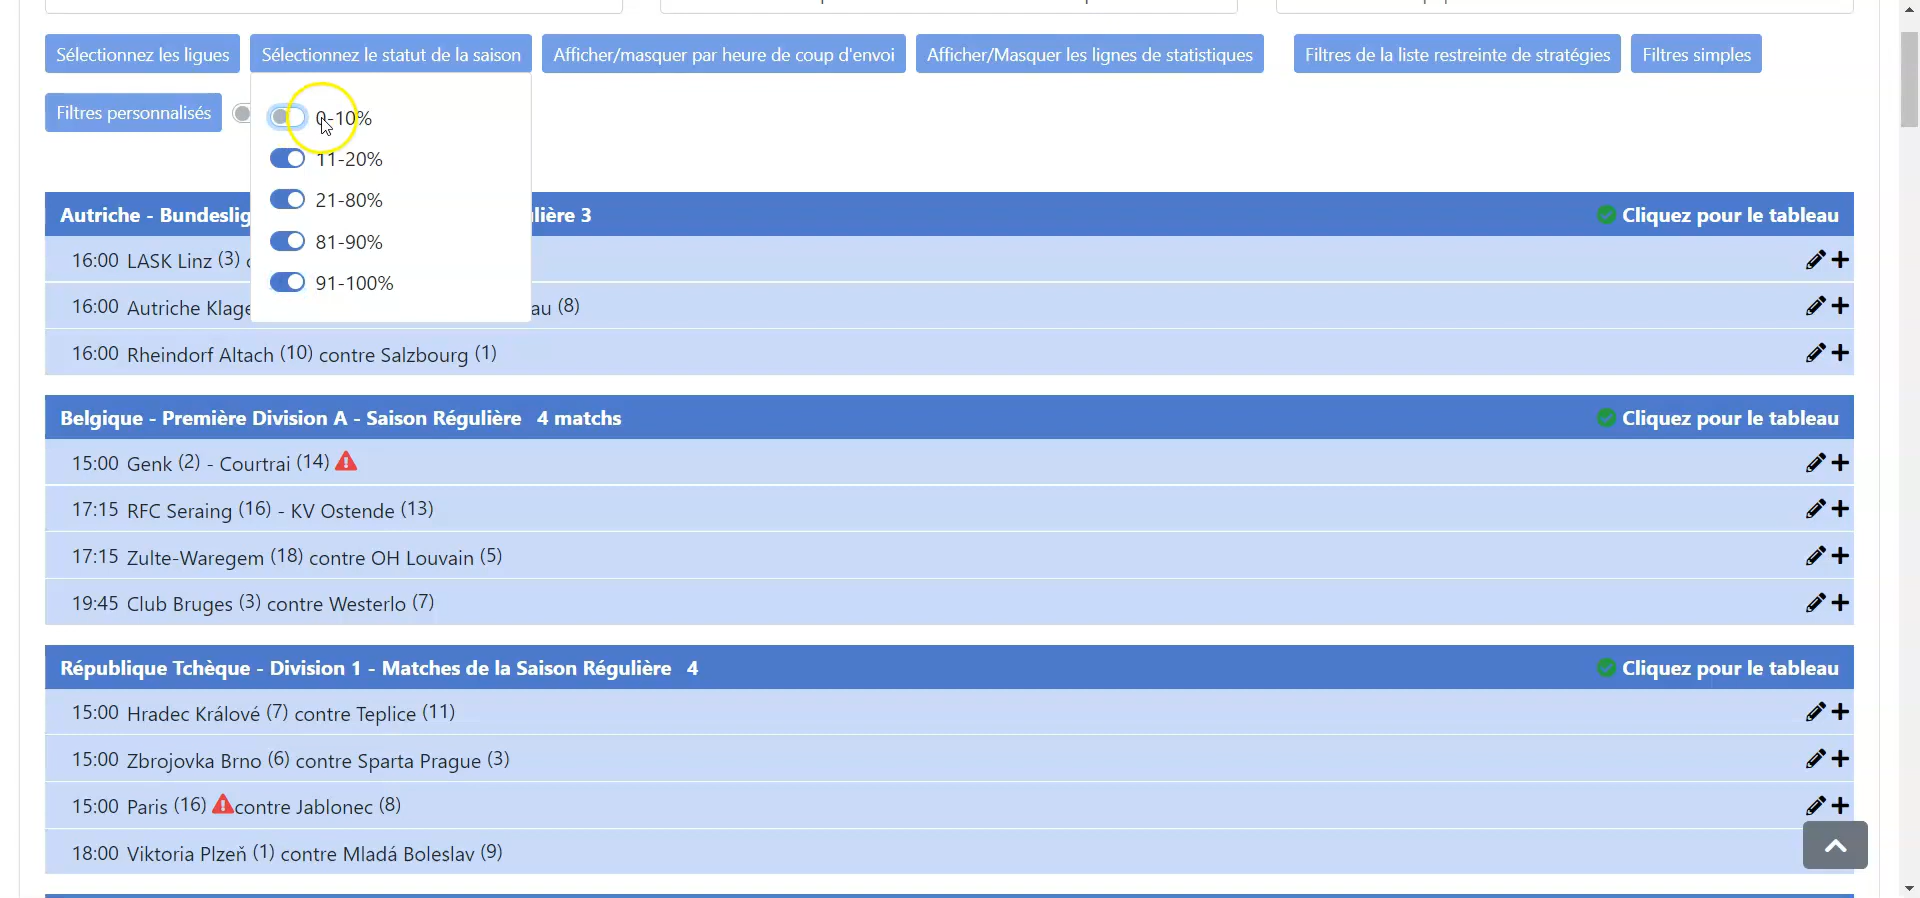 Sélectionnez les ligues
Sélectionnez le statut de la saison
Afficher/masquer par heure de coup d'envoi
Afficher/Masquer les lignes de statistiques
Filtres de la liste restreinte de stratégies
Filtres simples
Filtres personnalisés
0-10%
11-20%
21-80%
81-90%
91-100%
Autriche - Bundeslig
lière 3
Cliquez pour le tableau
16:00 LASK Linz (3)
16:00 Autriche Klage
au (8)
16:00 Rheindorf Altach (10) contre Salzbourg (1)
Belgique - Première Division A - Saison Régulière 4 matchs
Cliquez pour le tableau
15:00 Genk (2) - Courtrai (14)
17:15 RFC Seraing (16) - KV Ostende (13)
17:15 Zulte-Waregem (18) contre OH Louvain (5)
19:45 Club Bruges (3) contre Westerlo (7)
République Tchèque - Division 1 - Matches de la Saison Régulière 4
Cliquez pour le tableau
15:00 Hradec Králové (7) contre Teplice (11)
15:00 Zbrojovka Brno (6) contre Sparta Prague (3)
15:00 Paris (16) contre Jablonec (8)
18:00 Viktoria Plzeň (1) contre Mladá Boleslav (9)